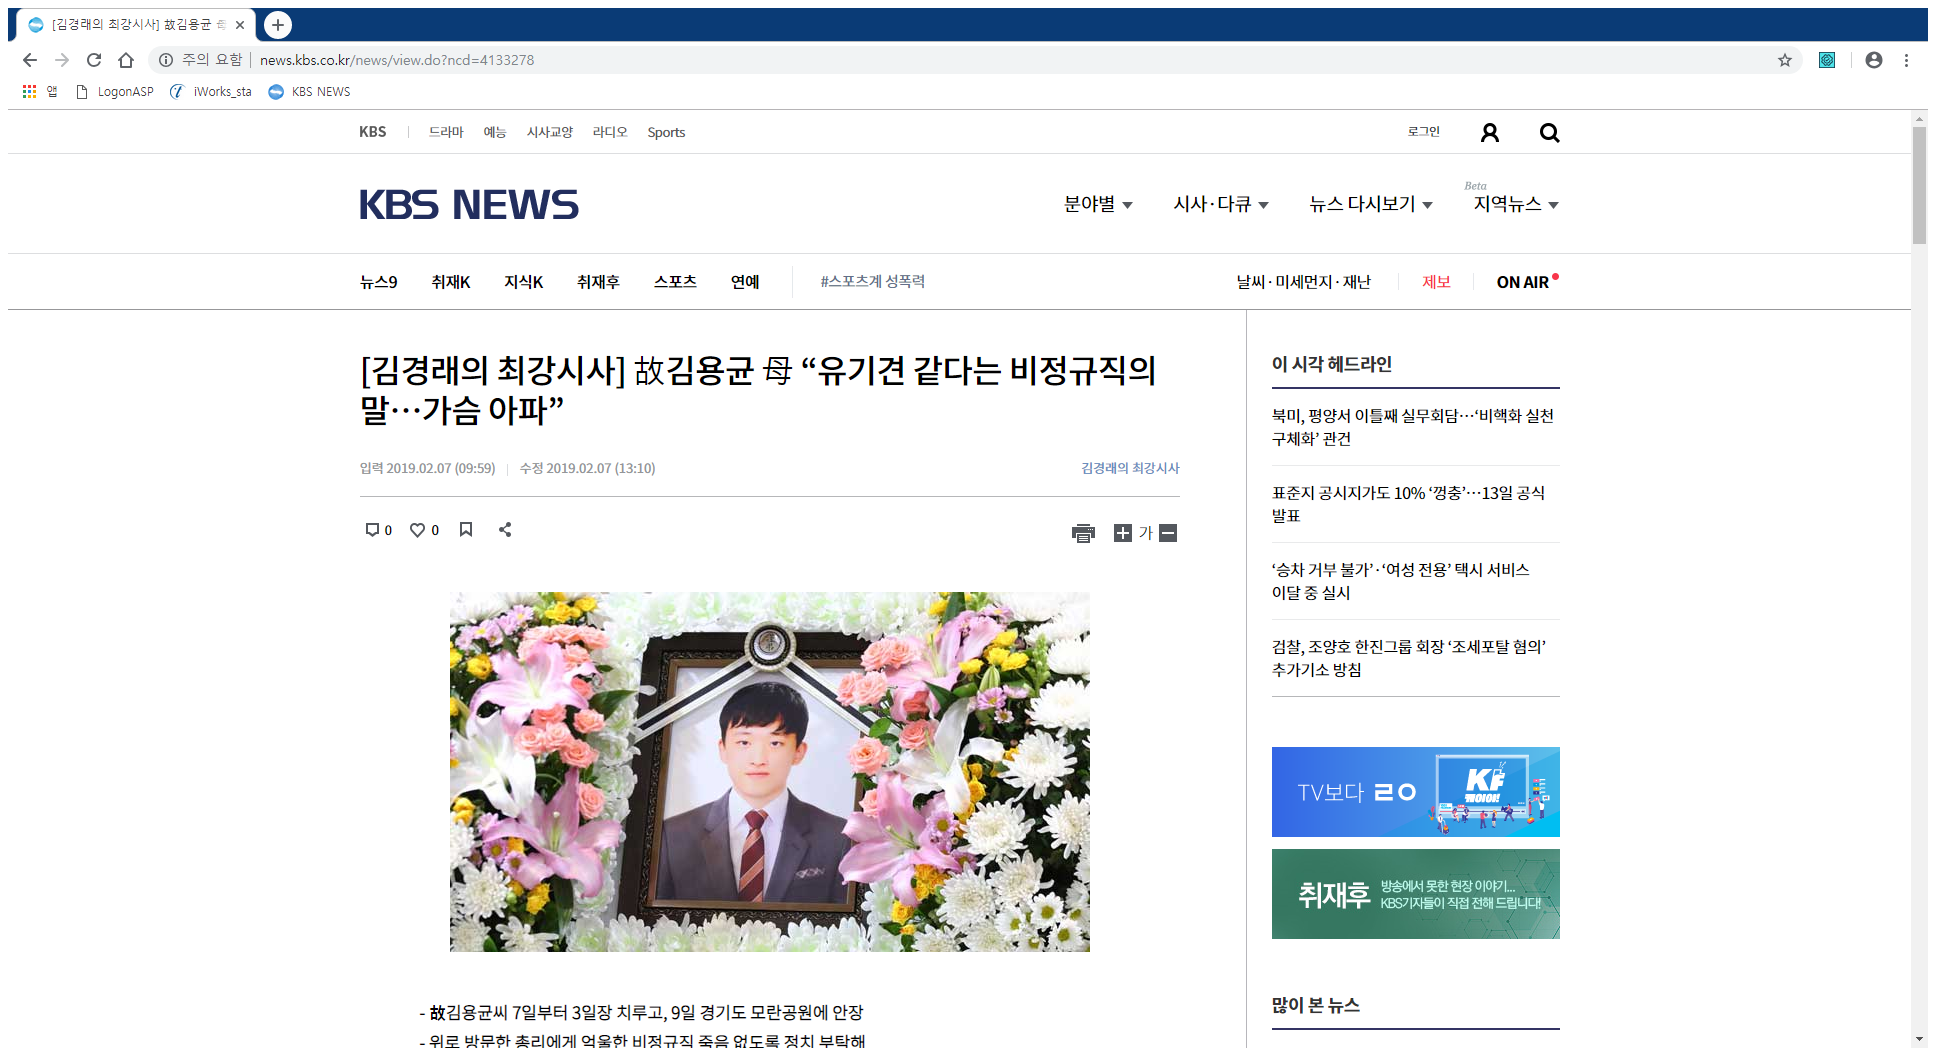 [김경래의 최강시사] 故김용균 母
주의 요함 | news.kbs.co.kr/news/view.do?ncd=4133278
앱 LogonASP iWorks_sta KBS NEWS
KBS | 드라마 예능 시사교양 라디오 Sports 로그인
Beta
KBS NEWS 분야별 시사·다큐 뉴스 다시보기 지역뉴스
뉴스9 취재K 지식K 취재후 스포츠 연예 #스포츠계 성폭력 날씨·미세먼지·재난 제보 ON AIR
[김경래의 최강시사] 故김용균 母 “유기견 같다는 비정규직의
말…가슴 아파”
입력 2019.02.07 (09:59) | 수정 2019.02.07 (13:10) 김경래의 최강시사
0 0 가
- 故김용균씨 7일부터 3일장 치루고, 9일 경기도 모란공원에 안장
- 위로 방문한 총리에게 억울한 비정규직 죽음 없도록 정치 부탁해
이 시각 헤드라인
북미, 평양서 이틀째 실무회담…‘비핵화 실천
구체화’ 관건
표준지 공시지가도 10% ‘껑충’…13일 공식
발표
‘승차 거부 불가’·‘여성 전용’ 택시 서비스
이달 중 실시
검찰, 조양호 한진그룹 회장 ‘조세포탈 혐의’
추가기소 방침
TV보다 ㄹㅇ
KF
케이야!
취재후 방송에서 못한 현장 이야기...
KBS기자들이 직접 전해 드립니다!
많이 본 뉴스